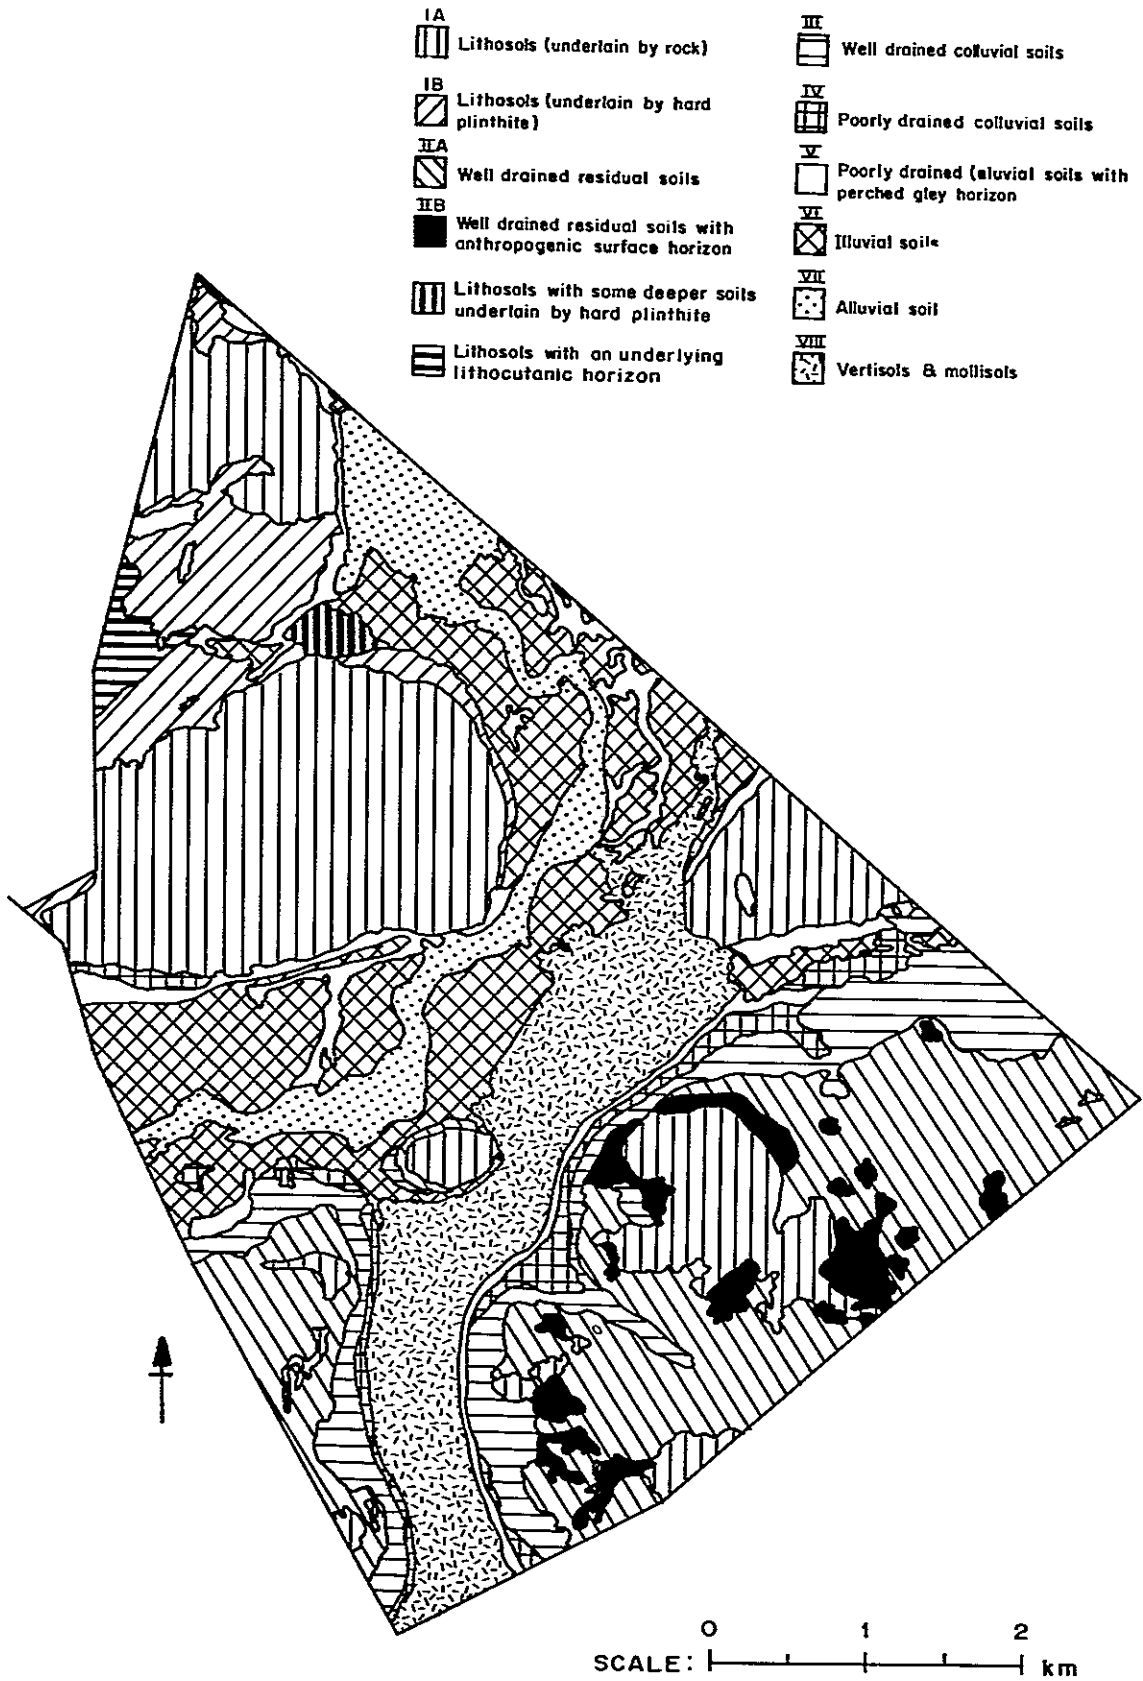 IA
Lithosols (underlain by rock)
IB
Lithosols (underlain by hard
plinthite)
IIA
Well drained residual soils
IIB
Well drained residual soils with
anthropogenic surface horizon
Lithosols with some deeper soils
underlain by hard plinthite
Lithosols with an underlying
lithocutanic horizon
III
Well drained colluvial soils
IV
Poorly drained colluvial soils
V
Poorly drained (eluvial soils with
perched gley horizon
VI
Illuvial soils
VII
Alluvial soil
VIII
Vertisols & mollisols
0 1 2
SCALE: km